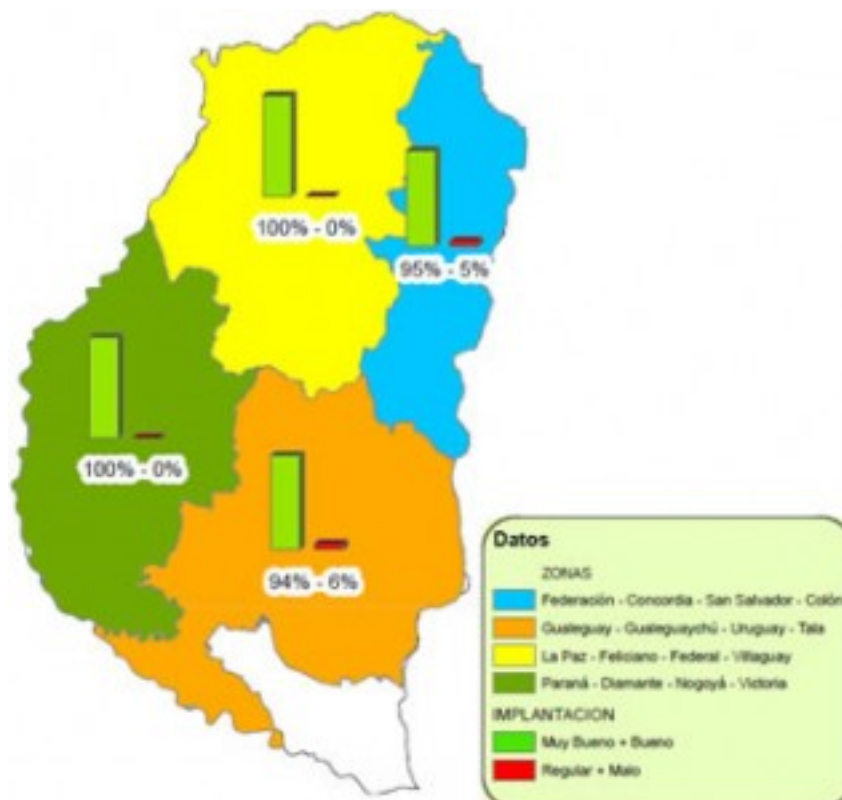 100% - 0%
95% - 5%
100% - 0%
94% - 6%
Datos
ZONAS
Federación - Concordia - San Salvador - Colón
Gualeguay - Gualeguaychú - Uruguay - Tala
La Paz - Feliciano - Federal - Villaguay
Paraná - Diamante - Nogoyá - Victoria
IMPLANTACION
Muy Bueno + Bueno
Regular + Malo